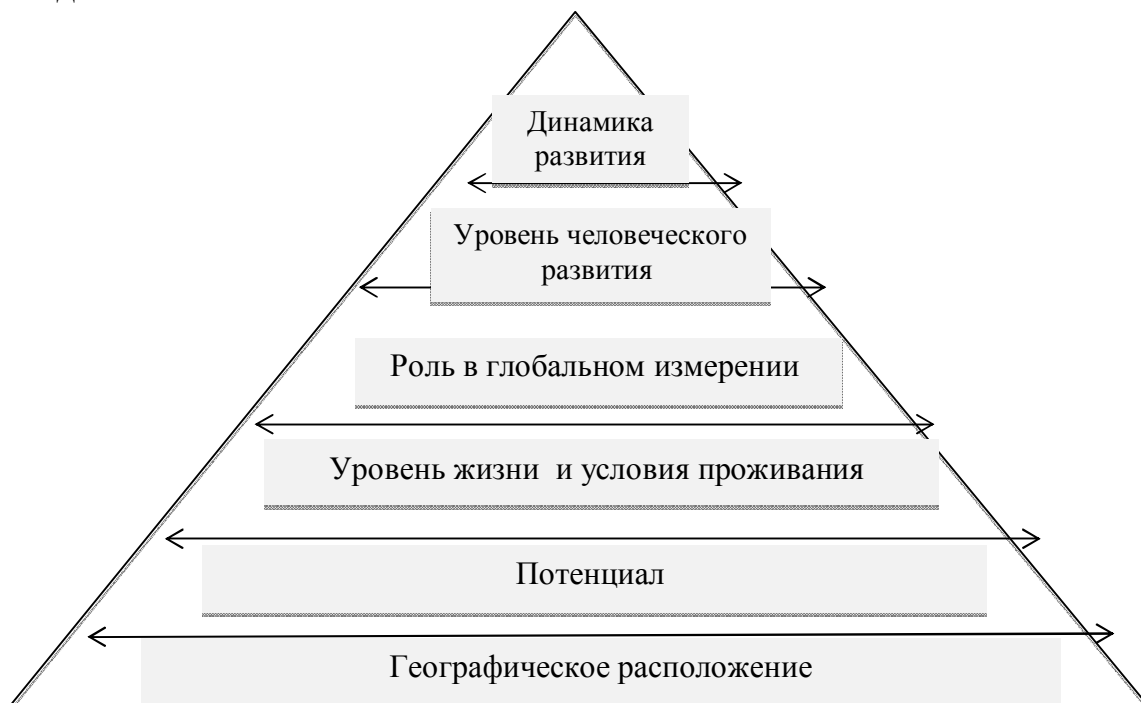 Динамика
развития
Уровень человеческого
развития
Роль в глобальном измерении
Уровень жизни и условия проживания
Потенциал
Географическое расположение